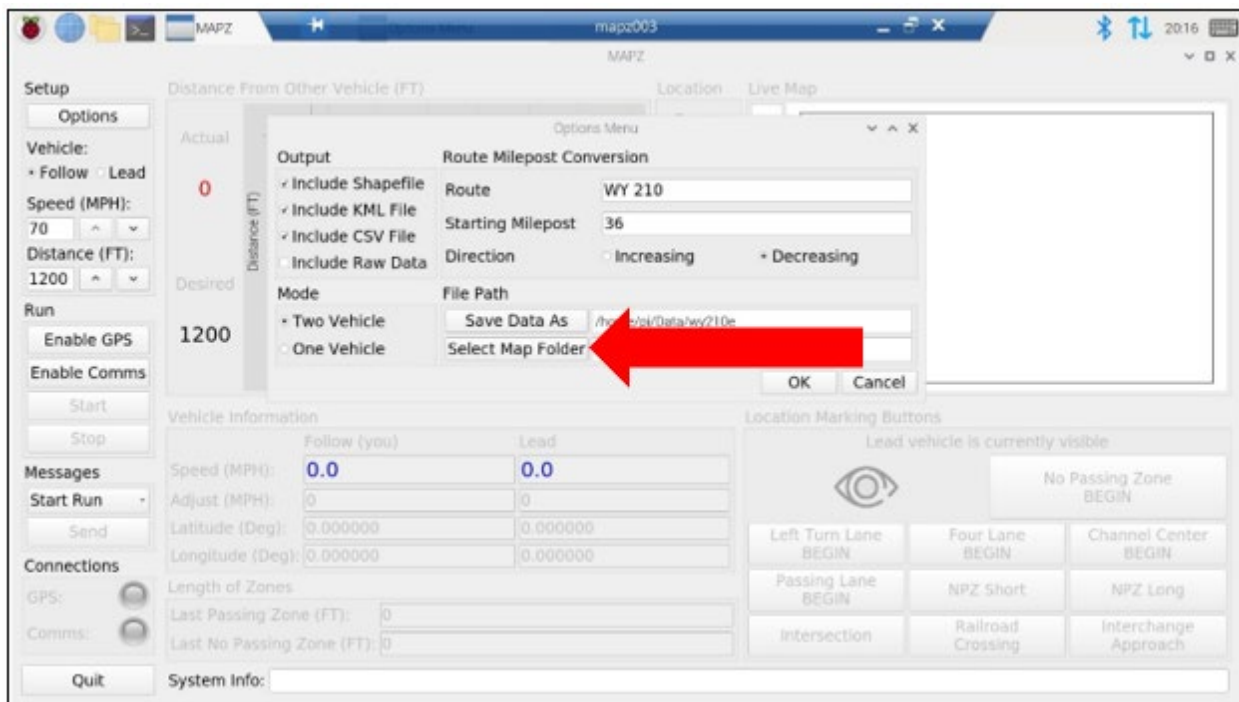 MAPZ
Options Menu
mapz003
20:16
MAPZ
Setup
Options
Vehicle:
Follow Lead
Speed (MPH):
70
Distance (FT):
1200
Run
Enable GPS
Enable Comms
Start
Stop
Messages
Start Run
Send
Connections
GPS:
Comms:
Quit
Distance From Other Vehicle (FT)
Actual
0
Desired
1200
Distance (FT)
Location
Live Map
Options Menu
Output
Include Shapefile
Include KML File
Include CSV File
Include Raw Data
Mode
Two Vehicle
One Vehicle
Route Milepost Conversion
Route WY 210
Starting Milepost 36
Direction Increasing Decreasing
File Path
Save Data As /home/pi/Data/wy210e
Select Map Folder
OK Cancel
Vehicle Information
Follow (you) Lead
Speed (MPH): 0.0 0.0
Adjust (MPH): 0 0
Latitude (Deg): 0.000000 0.000000
Longitude (Deg): 0.000000 0.000000
Length of Zones
Last Passing Zone (FT): 0
Last No Passing Zone (FT): 0
Location Marking Buttons
Lead vehicle is currently visible
No Passing Zone
BEGIN
Left Turn Lane
BEGIN
Four Lane
BEGIN
Channel Center
BEGIN
Passing Lane
BEGIN
NPZ Short
NPZ Long
Intersection
Railroad
Crossing
Interchange
Approach
System Info: